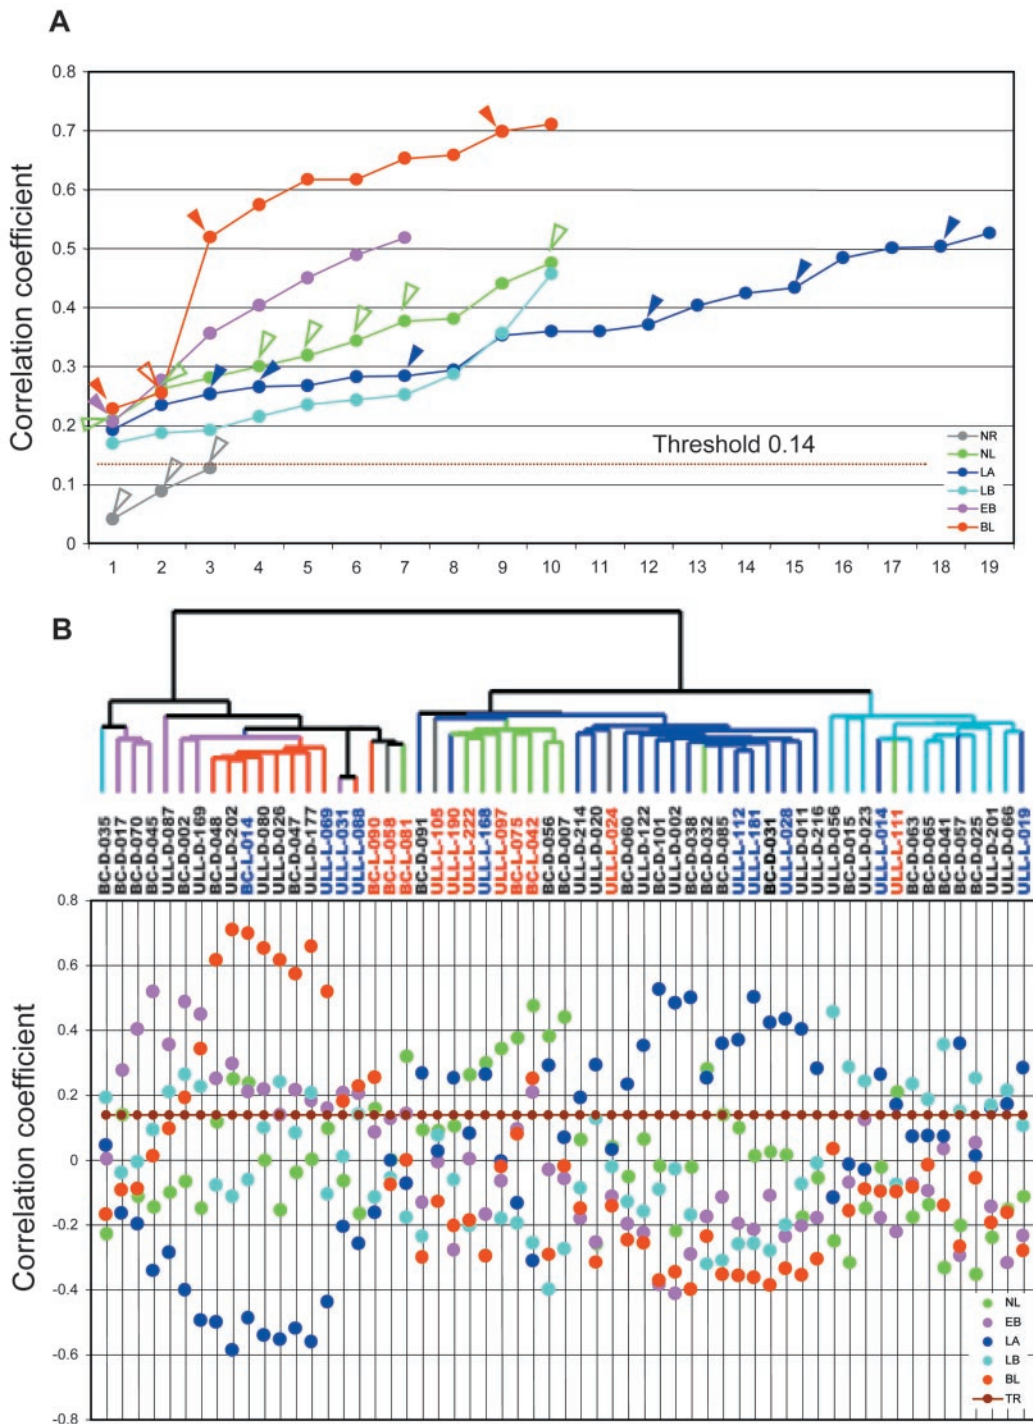 A
Correlation coefficient
0.8
0.7
0.6
0.5
0.4
0.3
0.2
0.1
0
Threshold 0.14
NR
NL
LA
LB
EB
BL
1 2 3 4 5 6 7 8 9 10 11 12 13 14 15 16 17 18 19
B
BC-D-035
BC-D-017
BC-D-070
BC-D-045
ULL-D-087
BC-D-002
ULL-D-169
BC-D-048
ULL-D-202
BC-L-014
ULL-D-080
ULL-D-026
BC-D-047
ULL-D-177
ULL-L-069
ULL-L-031
ULL-L-088
BC-L-090
BC-L-058
BC-L-081
BC-D-091
ULL-L-105
ULL-L-190
ULL-L-222
ULL-L-168
ULL-L-097
BC-L-075
BC-L-042
BC-D-056
BC-D-007
ULL-D-214
ULL-D-020
ULL-L-024
BC-D-060
ULL-D-122
BC-D-101
ULL-D-002
BC-D-038
BC-D-032
BC-D-085
ULL-L-112
ULL-L-181
BC-D-031
ULL-L-028
ULL-D-011
ULL-D-216
ULL-D-056
BC-D-015
ULL-D-023
ULL-L-014
ULL-L-111
BC-D-063
BC-D-065
BC-D-041
BC-D-057
BC-D-025
ULL-D-201
ULL-D-066
ULL-L-019
Correlation coefficient
0.8
0.6
0.4
0.2
0
-0.2
-0.4
-0.6
-0.8
NL
EB
LA
LB
BL
TR